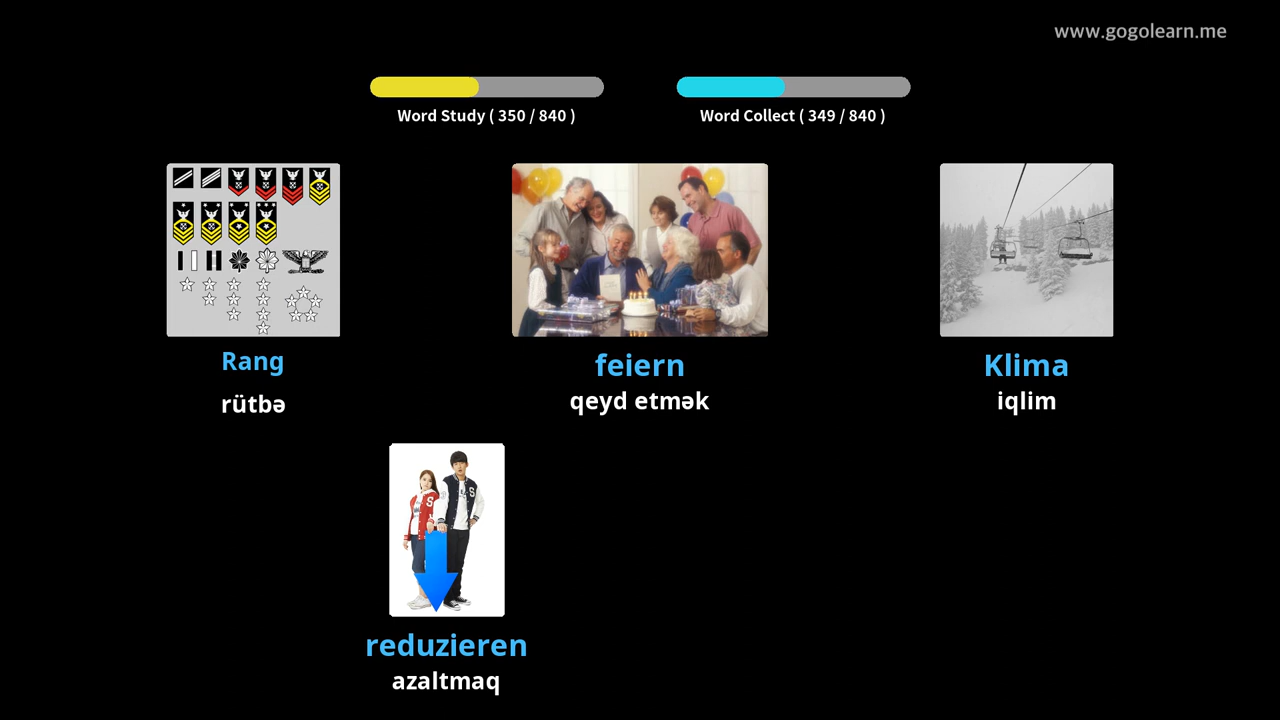 www.gogolearn.me
Word Study ( 350 / 840 )
Word Collect ( 349 / 840 )
Rang
rütbə
feiern
qeyd etmək
Klima
iqlim
S
S
reduzieren
azaltmaq